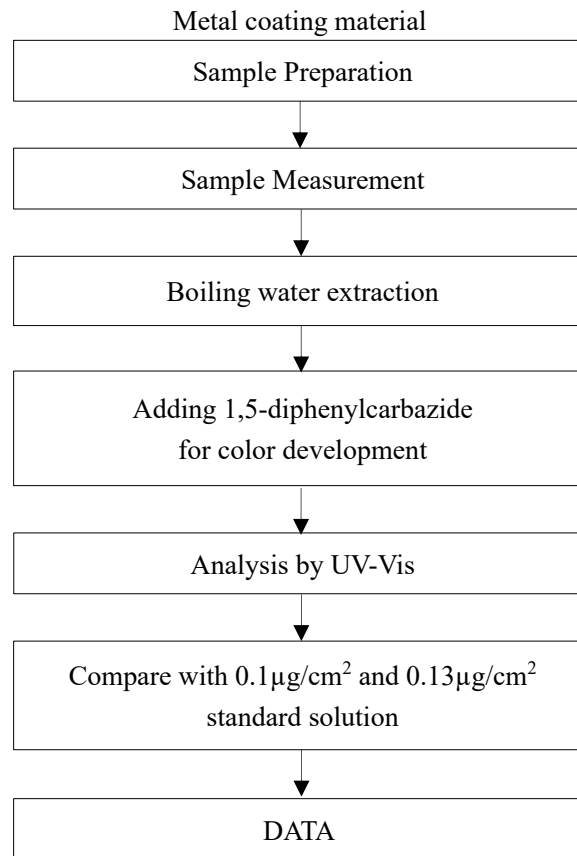 Metal coating material
Sample Preparation
Sample Measurement
Boiling water extraction
Adding 1,5-diphenylcarbazide
for color development
Analysis by UV-Vis
Compare with 0.1µg/cm² and 0.13µg/cm²
standard solution
DATA